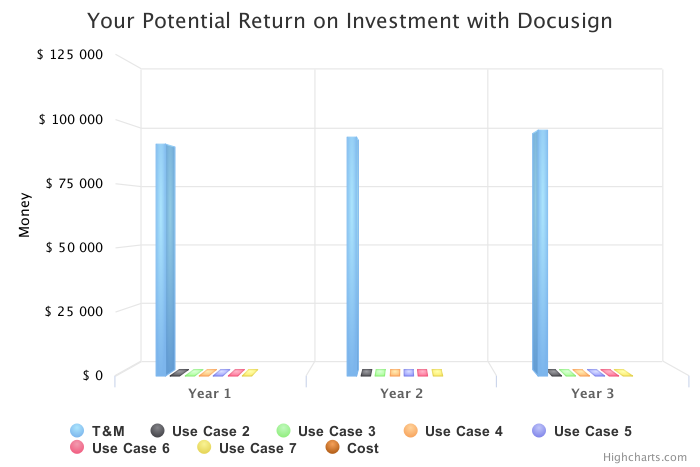 Your Potential Return on Investment with Docusign
$ 125 000
$ 100 000
$ 75 000
$ 50 000
$ 25 000
$ 0
Money
Year 1 Year 2 Year 3
T&M Use Case 2 Use Case 3 Use Case 4 Use Case 5
Use Case 6 Use Case 7 Cost
Highcharts.com